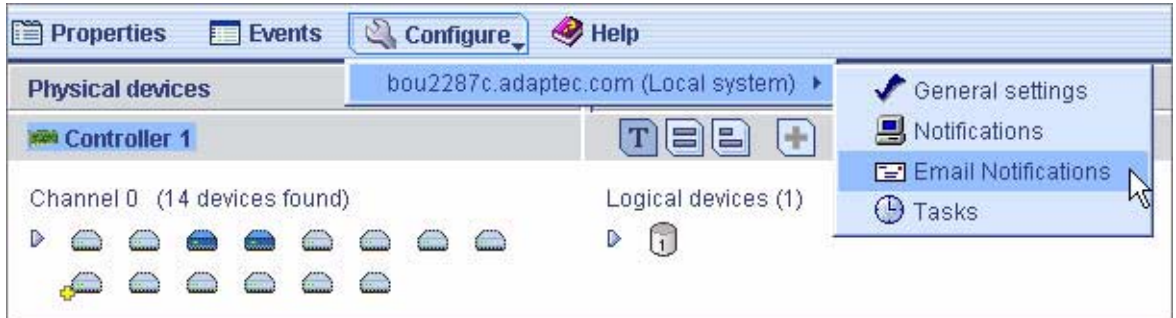 Properties Events Configure Help
Physical devices
bou2287c.adaptec.com (Local system)
General settings
Notifications
Email Notifications
Tasks
Controller 1
T
Channel 0 (14 devices found)
Logical devices (1)
1